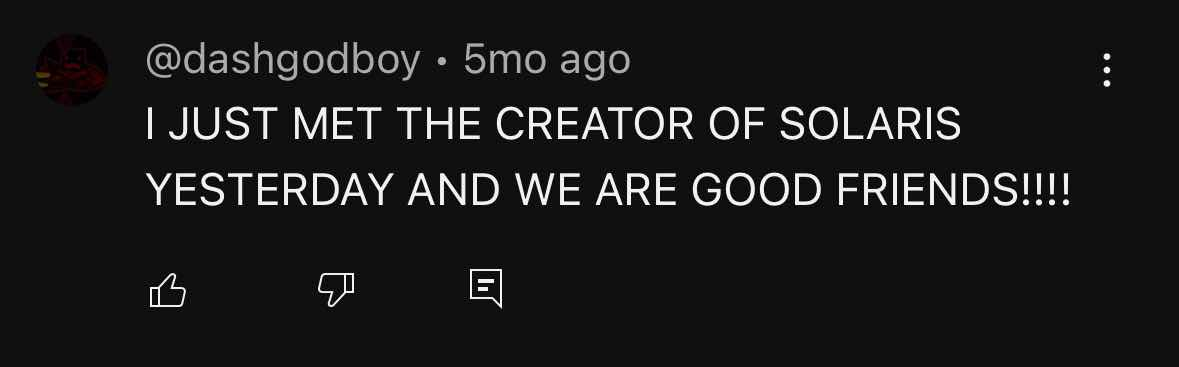 @dashgodboy • 5mo ago
I JUST MET THE CREATOR OF SOLARIS
YESTERDAY AND WE ARE GOOD FRIENDS!!!!